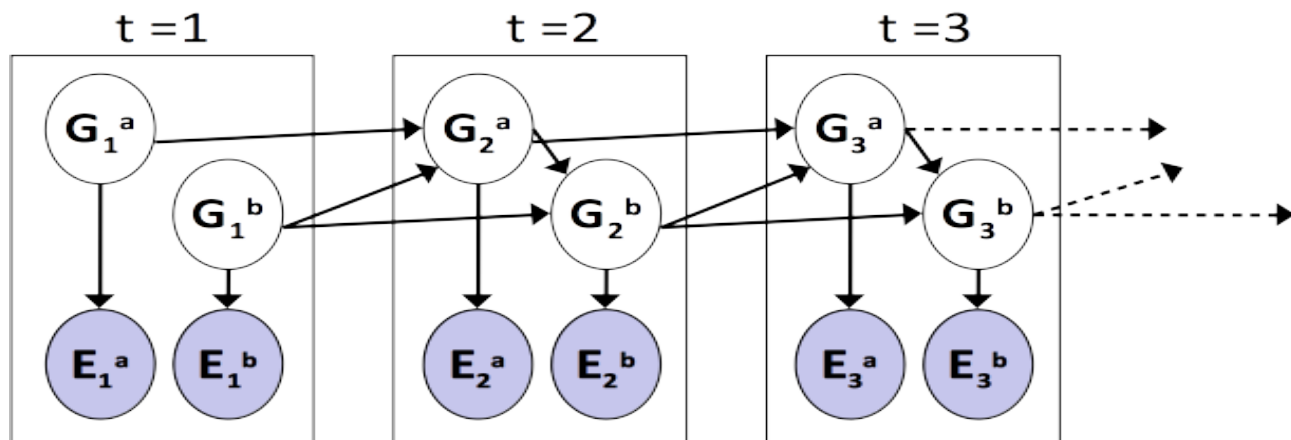 t =1 t =2 t =3
G₁ᵃ G₂ᵃ G₃ᵃ
G₁ᵇ G₂ᵇ G₃ᵇ
E₁ᵃ E₁ᵇ E₂ᵃ E₂ᵇ E₃ᵃ E₃ᵇ